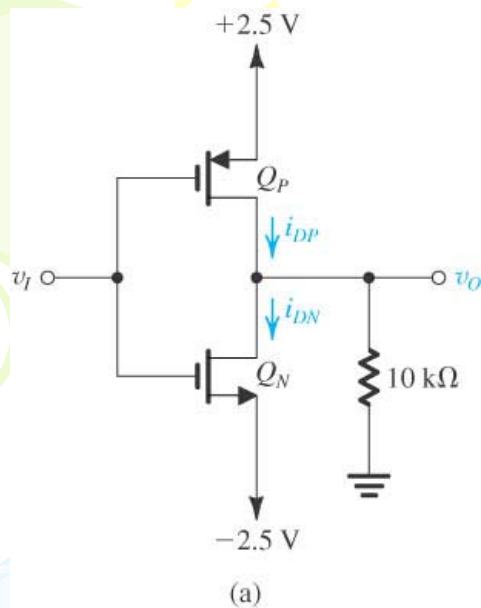 +2.5 V
Q_P
i_DP
v_I
v_O
i_DN
Q_N
10 kΩ
−2.5 V
(a)